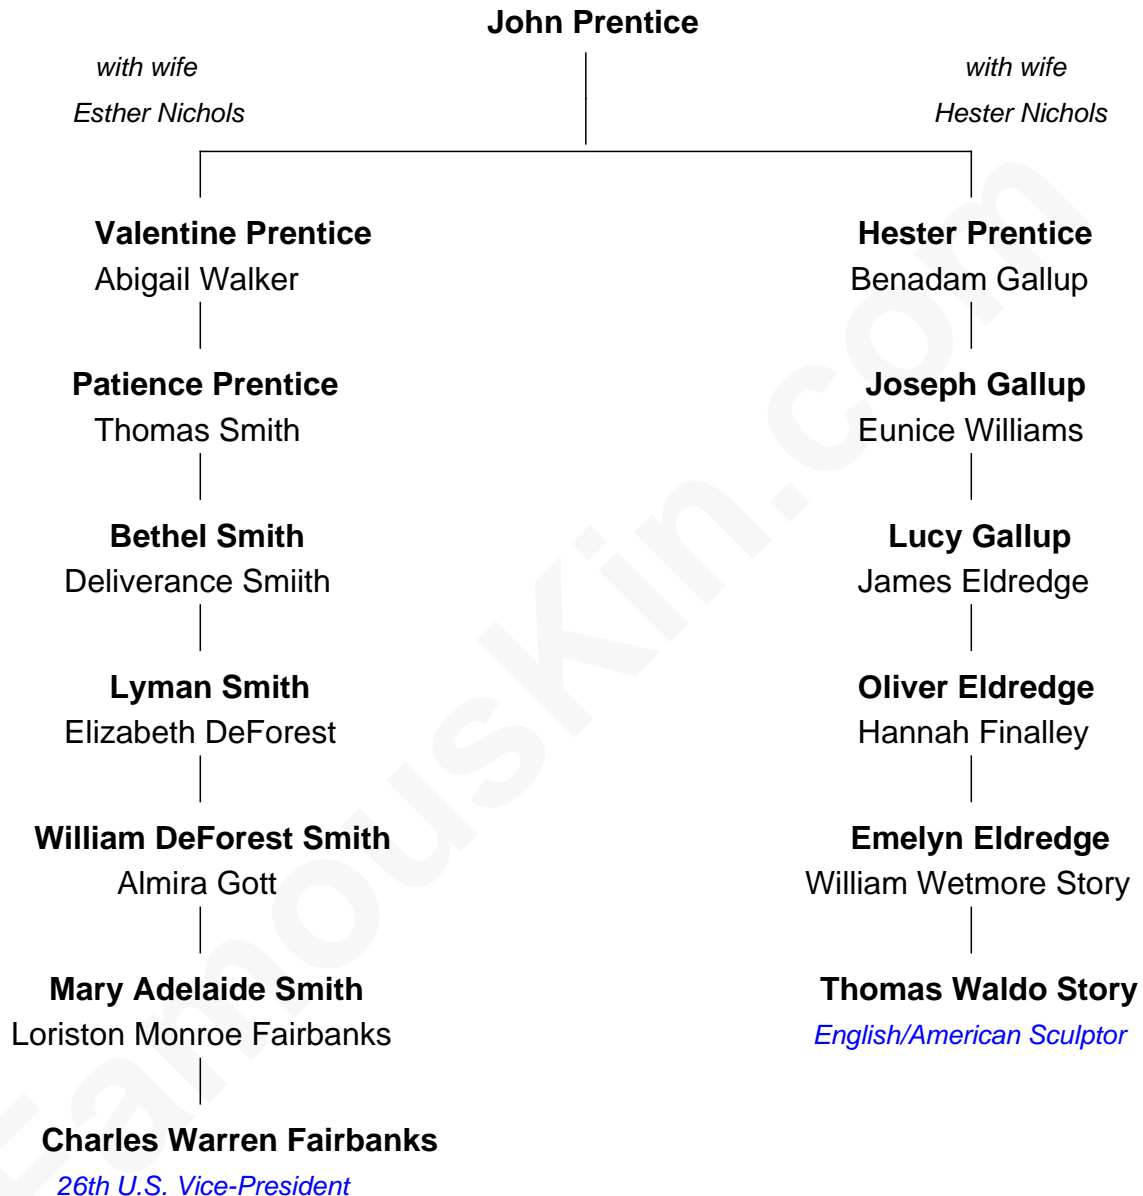 John Prentice
with wife
Esther Nichols
with wife
Hester Nichols
Valentine Prentice
Abigail Walker
Hester Prentice
Benadam Gallup
Patience Prentice
Thomas Smith
Joseph Gallup
Eunice Williams
Bethel Smith
Deliverance Smiith
Lucy Gallup
James Eldredge
Lyman Smith
Elizabeth DeForest
Oliver Eldredge
Hannah Finalley
William DeForest Smith
Almira Gott
Emelyn Eldredge
William Wetmore Story
Mary Adelaide Smith
Loriston Monroe Fairbanks
Thomas Waldo Story
English/American Sculptor
Charles Warren Fairbanks
26th U.S. Vice-President
FamousKin.com